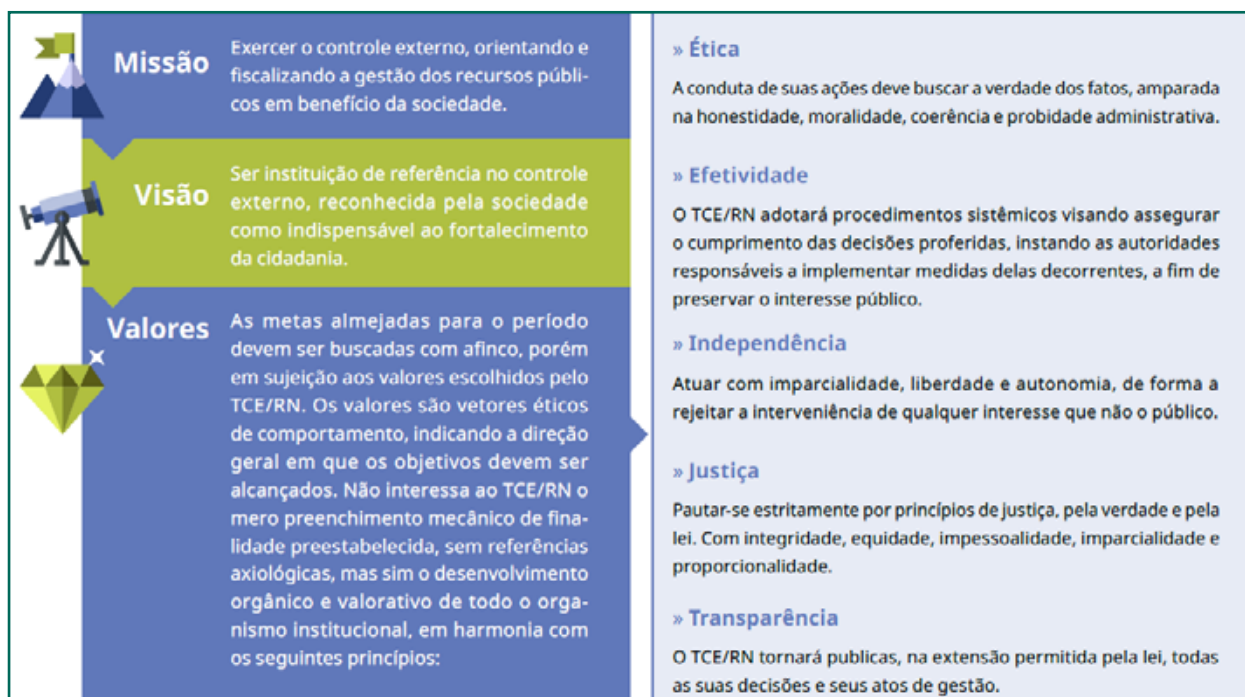 Missão
Exercer o controle externo, orientando e
fiscalizando a gestão dos recursos públi-
cos em benefício da sociedade.
Visão
Ser instituição de referência no controle
externo, reconhecida pela sociedade
como indispensável ao fortalecimento
da cidadania.
Valores
As metas almejadas para o período
devem ser buscadas com afinco, porém
em sujeição aos valores escolhidos pelo
TCE/RN. Os valores são vetores éticos
de comportamento, indicando a direção
geral em que os objetivos devem ser
alcançados. Não interessa ao TCE/RN o
mero preenchimento mecânico de fina-
lidade preestabelecida, sem referências
axiológicas, mas sim o desenvolvimento
orgânico e valorativo de todo o orga-
nismo institucional, em harmonia com
os seguintes princípios:
» Ética
A conduta de suas ações deve buscar a verdade dos fatos, amparada
na honestidade, moralidade, coerência e probidade administrativa.
» Efetividade
O TCE/RN adotará procedimentos sistêmicos visando assegurar
o cumprimento das decisões proferidas, instando as autoridades
responsáveis a implementar medidas delas decorrentes, a fim de
preservar o interesse público.
» Independência
Atuar com imparcialidade, liberdade e autonomia, de forma a
rejeitar a interveniência de qualquer interesse que não o público.
» Justiça
Pautar-se estritamente por princípios de justiça, pela verdade e pela
lei. Com integridade, equidade, impessoalidade, imparcialidade e
proporcionalidade.
» Transparência
O TCE/RN tornará publicas, na extensão permitida pela lei, todas
as suas decisões e seus atos de gestão.